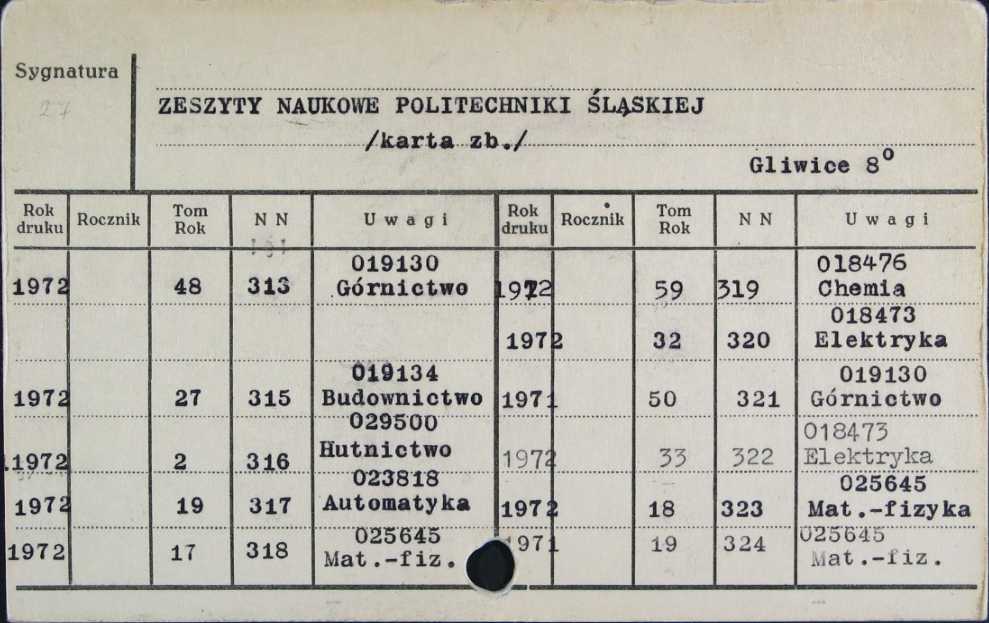 Sygnatura
27
ZESZYTY NAUKOWE POLITECHNIKI ŚLĄSKIEJ
/karta zb./
Gliwice 8°
Rok druku Rocznik Tom Rok N N Uwagi Rok druku Rocznik Tom Rok N N Uwagi
019130
1972 48 313 Górnictwo
019134
1972 27 315 Budownictwo
029500
1972 2 316 Hutnictwo
023818
1972 19 317 Automatyka
025645
1972 17 318 Mat.-fiz.
018476
1972 59 319 Chemia
018473
1972 32 320 Elektryka
019130
1971 50 321 Górnictwo
018473
1972 33 322 Elektryka
025645
1972 18 323 Mat.-fizyka
025645
1971 19 324 Mat.-fiz.